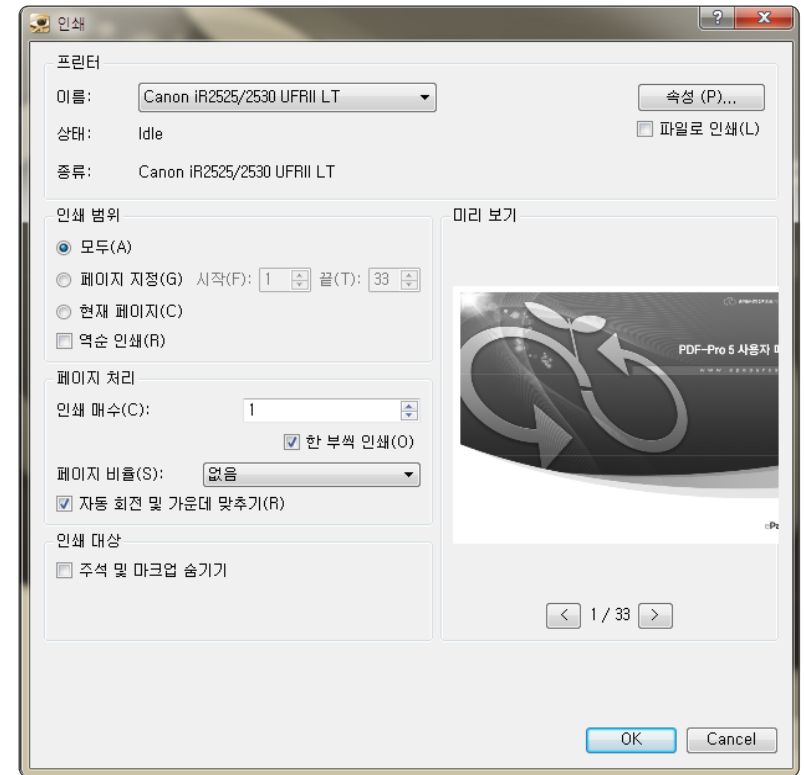 인쇄
프린터
이름: Canon iR2525/2530 UFRII LT 속성 (P)...
상태: Idle 파일로 인쇄(L)
종류: Canon iR2525/2530 UFRII LT
인쇄 범위
모두(A)
페이지 지정(G) 시작(F): 1 끝(T): 33
현재 페이지(C)
역순 인쇄(R)
페이지 처리
인쇄 매수(C): 1
한 부씩 인쇄(O)
페이지 비율(S): 없음
자동 회전 및 가운데 맞추기(R)
인쇄 대상
주석 및 마크업 숨기기
미리 보기
PDF-Pro 5 사용자
1 / 33
OK Cancel